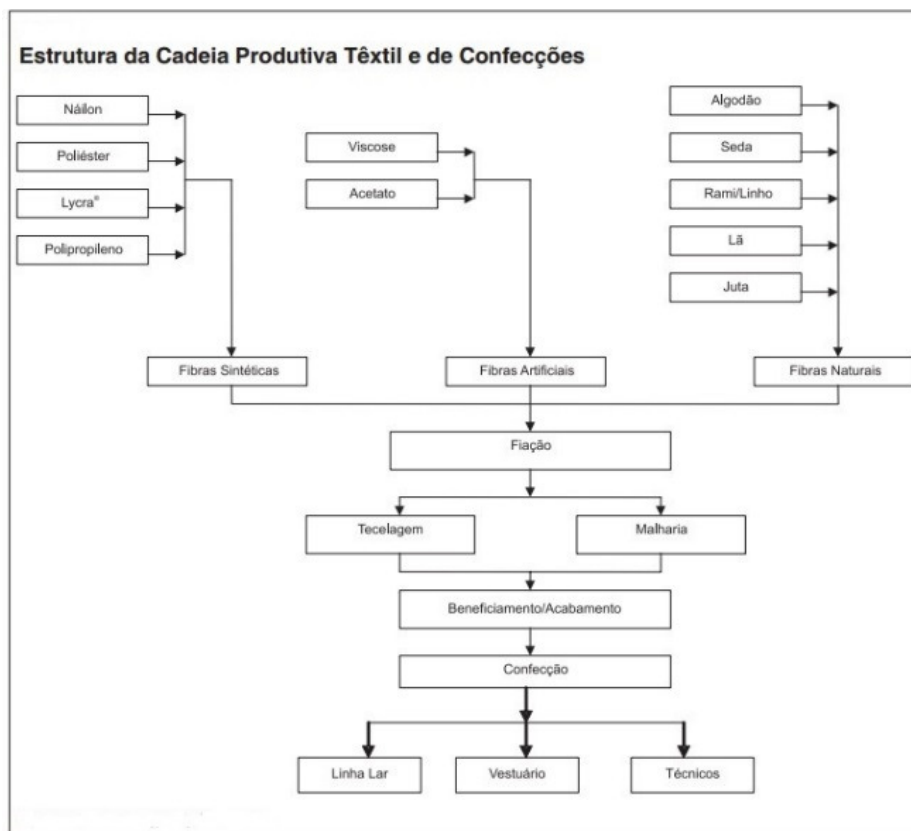 Estrutura da Cadeia Produtiva Têxtil e de Confecções
Náilon
Poliéster
Lycra®
Polipropileno
Viscose
Acetato
Algodão
Seda
Rami/Linho
Lã
Juta
Fibras Sintéticas
Fibras Artificiais
Fibras Naturais
Fiação
Tecelagem
Malharia
Beneficiamento/Acabamento
Confecção
Linha Lar
Vestuário
Técnicos